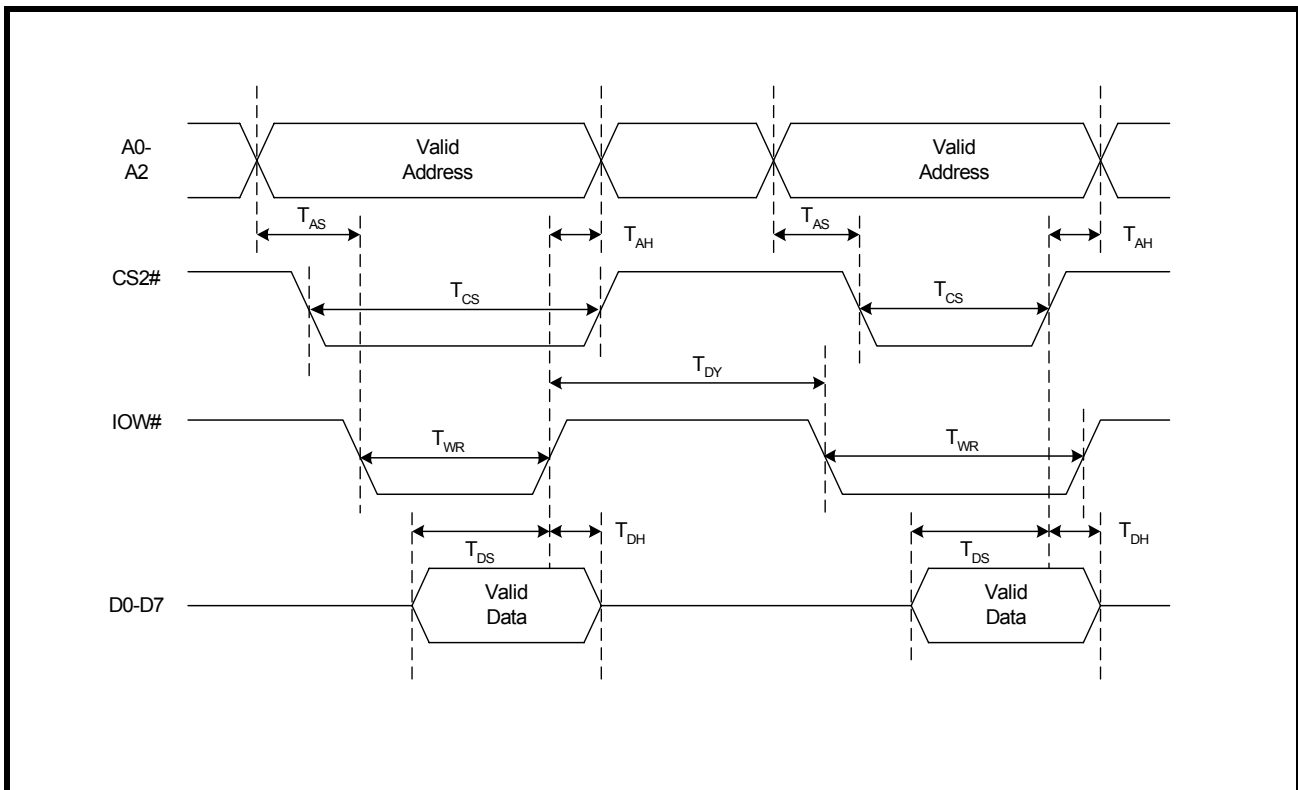 A0-
A2
Valid
Address
Valid
Address
TAS
TAH
TAS
TAH
CS2#
TCS
TCS
TDY
IOW#
TWR
TWR
TDS
TDH
TDS
TDH
D0-D7
Valid
Data
Valid
Data